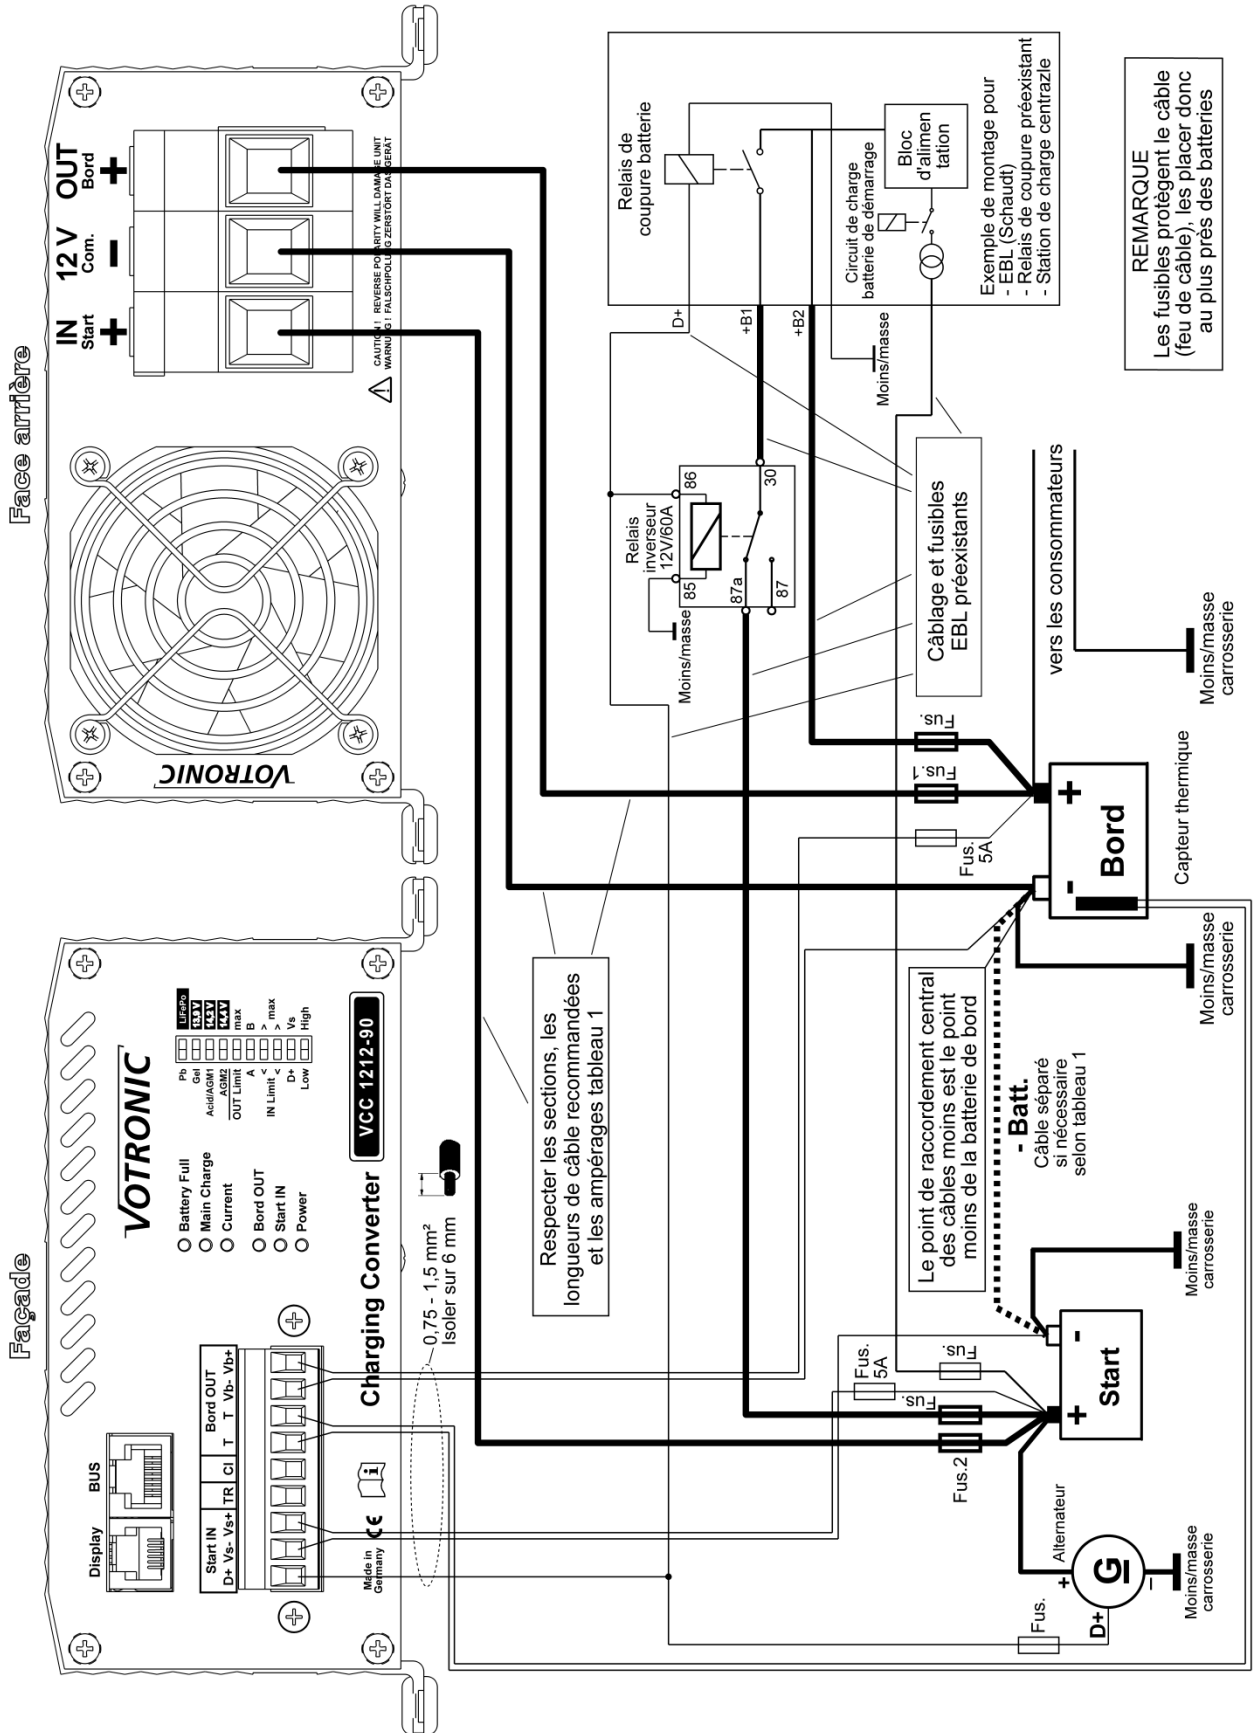 Façade
Face arrière
Display
BUS
Start IN
Bord OUT
D+ Vs- Vs+ TR CI T T Vb- Vb+
VOTRONIC
Battery Full
Main Charge
Current
Bord OUT
Start IN
Power
Pb
LiFePo
Gel
13,9 V
Acid/AGM1
14,2 V
AGM2
14,4 V
OUT Limit
max
A
B
IN Limit
<
> max
<
>
D+
Vs
Low
High
Made in
Germany
CE
i
Charging Converter
VCC 1212-90
0,75 - 1,5 mm²
Isoler sur 6 mm
VOTRONIC
IN
Start
+
12 V
Com.
-
OUT
Bord
+
CAUTION ! REVERSE POLARITY WILL DAMAGE UNIT
WARNUNG ! FALSCHPOLUNG ZERSTÖRT DAS GERÄT
Respecter les sections, les
longueurs de câble recommandées
et les ampérages tableau 1
Relais
inverseur
12V/60A
85
86
87a
87
30
Moins/masse
Relais de
coupure batterie
D+
+B1
+B2
Moins/masse
Circuit de charge
batterie de démarrage
Bloc
d'alimen
tation
Exemple de montage pour
- EBL (Schaudt)
- Relais de coupure préexistant
- Station de charge centrazle
Câblage et fusibles
EBL préexistants
REMARQUE
Les fusibles protègent le câble
(feu de câble), les placer donc
au plus près des batteries
Fus.
D+
G
+
-
Alternateur
Moins/masse
carrosserie
Fus.2
Fus.
Fus.
5A
Fus.
+
-
Start
Moins/masse
carrosserie
Le point de raccordement central
des câbles moins est le point
moins de la batterie de bord
- Batt.
Câble séparé
si nécessaire
selon tableau 1
Fus.
5A
Fus.1
Fus.
-
+
Bord
Capteur thermique
Moins/masse
carrosserie
vers les consommateurs
Moins/masse
carrosserie